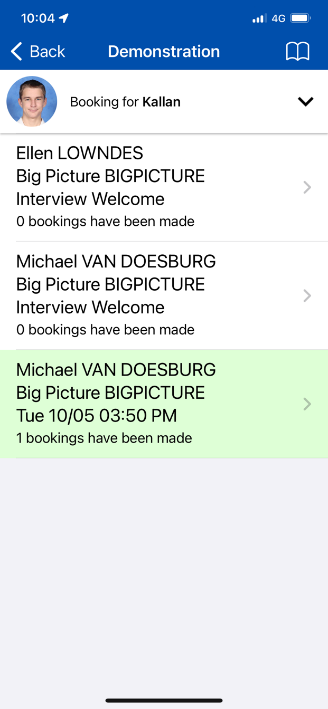 10:04
4G
Back
Demonstration
Booking for Kallan
Ellen LOWNDES
Big Picture BIGPICTURE
Interview Welcome
0 bookings have been made
Michael VAN DOESBURG
Big Picture BIGPICTURE
Interview Welcome
0 bookings have been made
Michael VAN DOESBURG
Big Picture BIGPICTURE
Tue 10/05 03:50 PM
1 bookings have been made